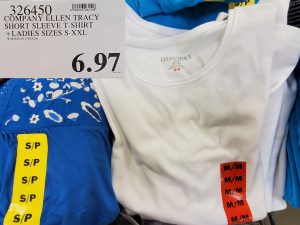 326450
COMPANY ELLEN TRACY
SHORT SLEEVE T SHIRT
+LADIES SIZES S-XXL
6.97
ELLEN TRACY
S/P
S/P
S/P
S/P
M/M
M/M
M/M
M/M